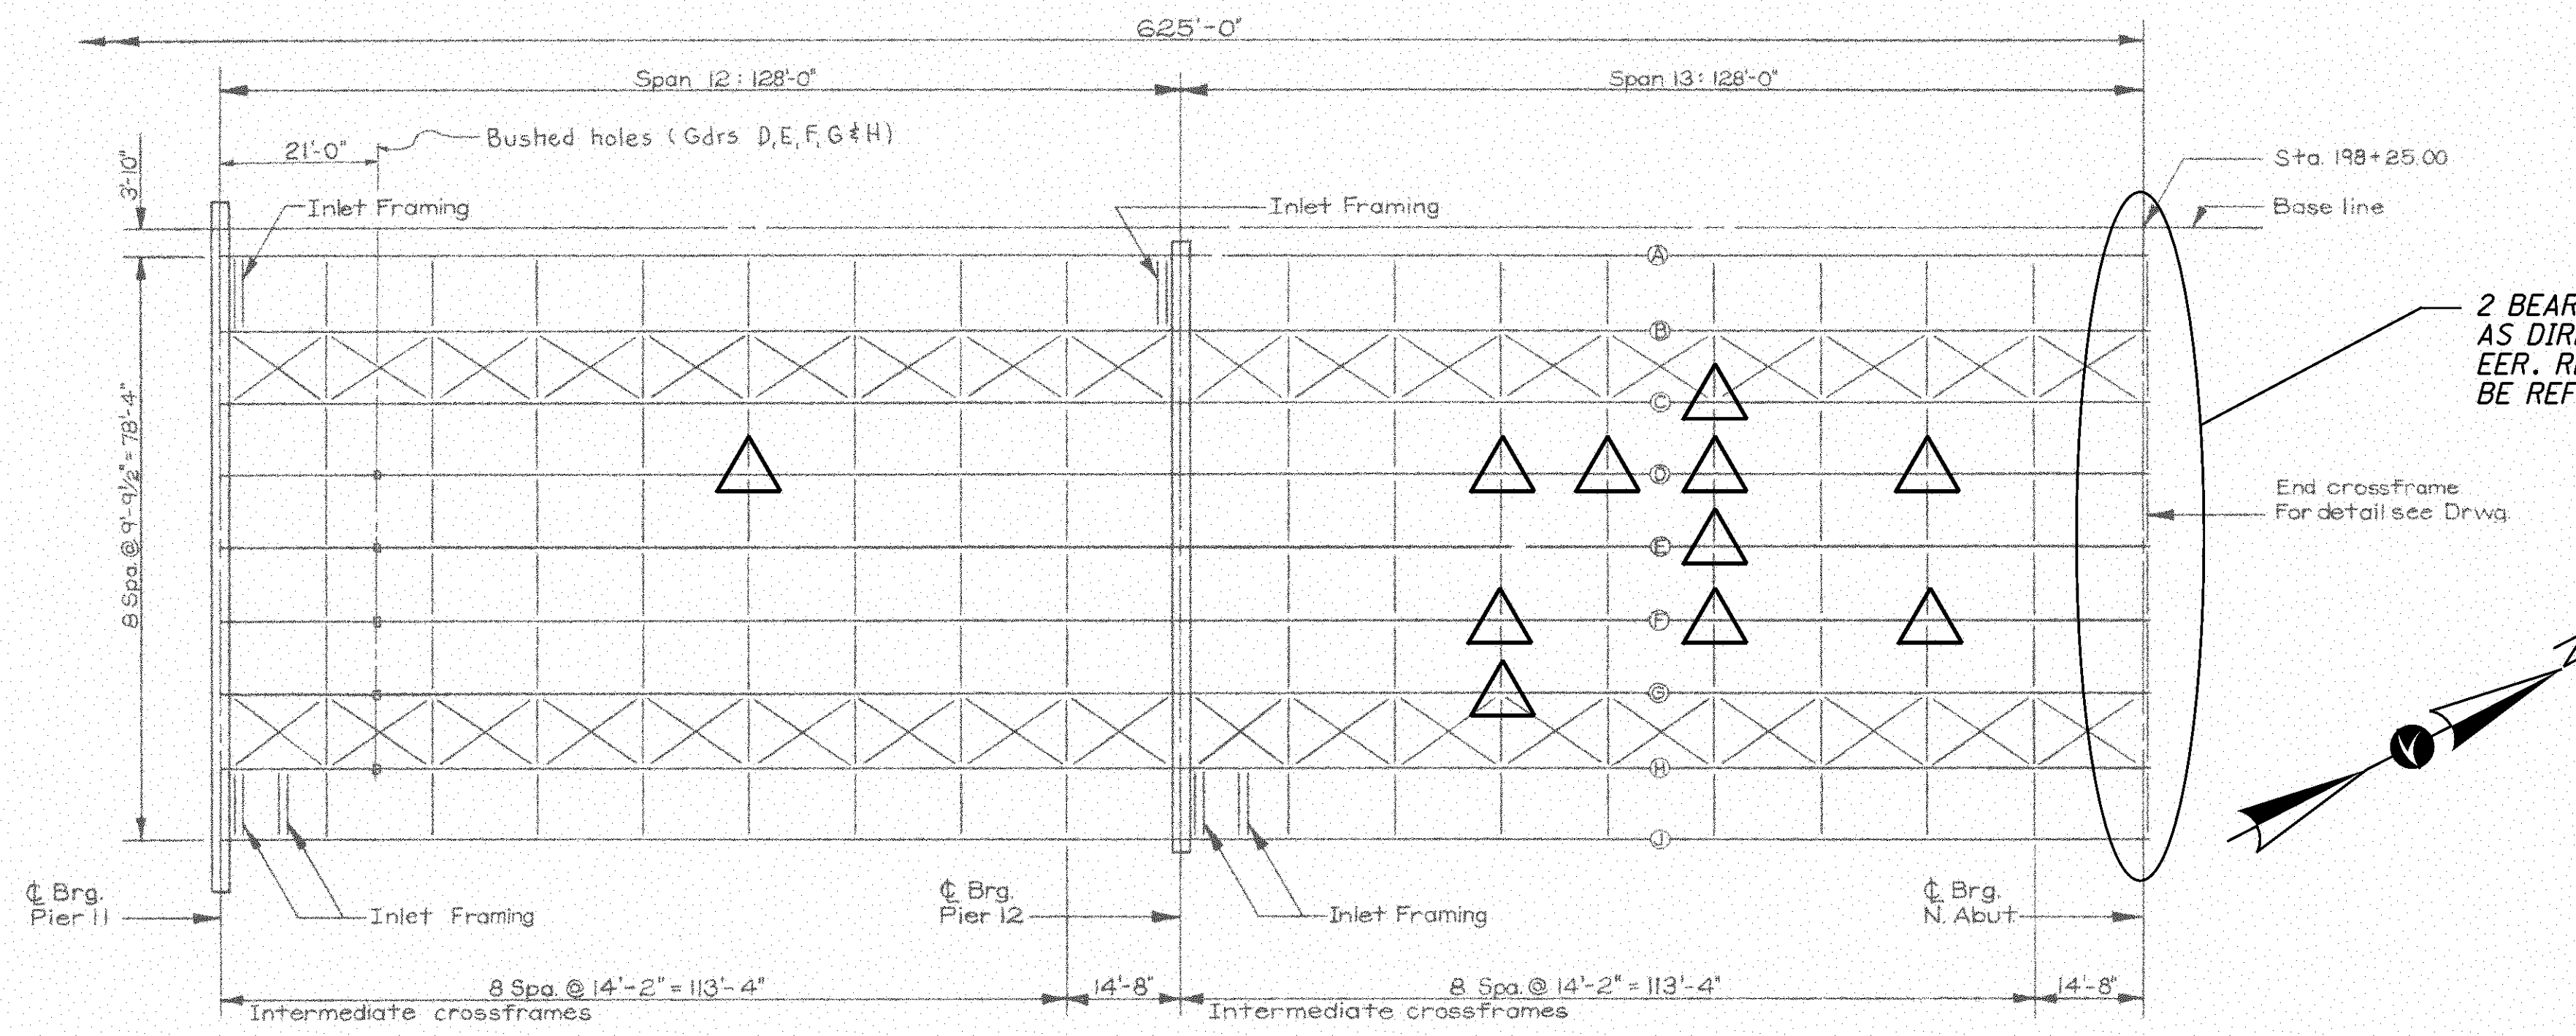 625'-0"
Span 12 : 128'-0"
Span 13 : 128'-0"
21'-0"
Bushed holes ( Gdrs D, E, F, G & H )
3'-10"
Inlet Framing
Inlet Framing
Sta. 198+25.00
Base line
A
B
C
D
E
F
G
H
J
8 Spa. @ 9'-9½" = 78'-4"
2 BEAR
AS DIR
EER. R
BE REF
End crossframe
For detail see Drwg.
℄ Brg.
Pier 11
Inlet Framing
℄ Brg.
Pier 12
Inlet Framing
℄ Brg.
N. Abut.
8 Spa. @ 14'-2" = 113'-4"
14'-8"
8 Spa. @ 14'-2" = 113'-4"
14'-8"
Intermediate crossframes
Intermediate crossframes